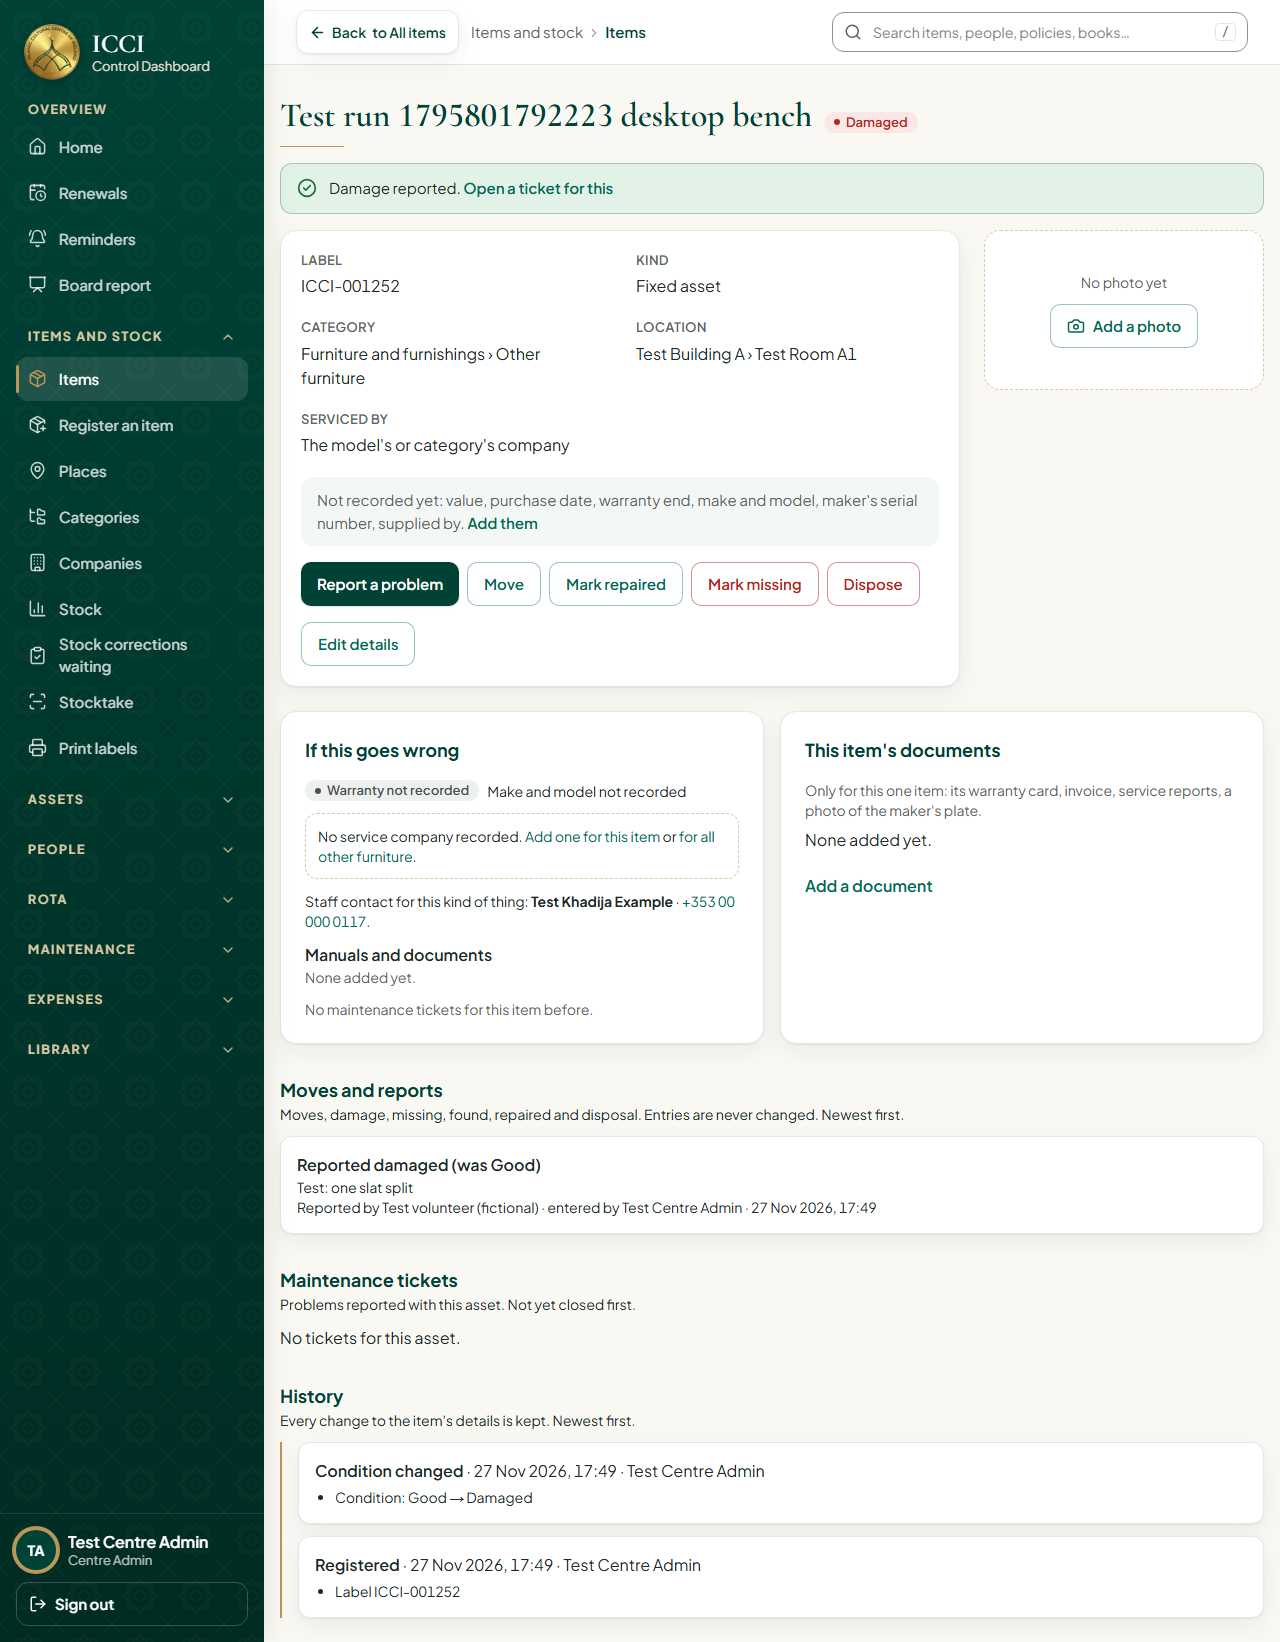 ICCI
Control Dashboard
OVERVIEW
Home
Renewals
Reminders
Board report
ITEMS AND STOCK
Items
Register an item
Places
Categories
Companies
Stock
Stock corrections
waiting
Stocktake
Print labels
ASSETS
PEOPLE
ROTA
MAINTENANCE
EXPENSES
LIBRARY
TA
Test Centre Admin
Centre Admin
Sign out
Back to All items
Items and stock › Items
Search items, people, policies, books...
/
Test run 1795801792223 desktop bench
Damaged
Damage reported. Open a ticket for this
LABEL
ICCI-001252
KIND
Fixed asset
CATEGORY
Furniture and furnishings › Other
furniture
LOCATION
Test Building A › Test Room A1
SERVICED BY
The model's or category's company
Not recorded yet: value, purchase date, warranty end, make and model, maker's serial
number, supplied by. Add them
Report a problem
Move
Mark repaired
Mark missing
Dispose
Edit details
No photo yet
Add a photo
If this goes wrong
Warranty not recorded
Make and model not recorded
No service company recorded. Add one for this item or for all
other furniture.
Staff contact for this kind of thing: Test Khadija Example · +353 00
000 0117.
Manuals and documents
None added yet.
No maintenance tickets for this item before.
This item's documents
Only for this one item: its warranty card, invoice, service reports, a
photo of the maker's plate.
None added yet.
Add a document
Moves and reports
Moves, damage, missing, found, repaired and disposal. Entries are never changed. Newest first.
Reported damaged (was Good)
Test: one slat split
Reported by Test volunteer (fictional) · entered by Test Centre Admin · 27 Nov 2026, 17:49
Maintenance tickets
Problems reported with this asset. Not yet closed first.
No tickets for this asset.
History
Every change to the item's details is kept. Newest first.
Condition changed · 27 Nov 2026, 17:49 · Test Centre Admin
• Condition: Good → Damaged
Registered · 27 Nov 2026, 17:49 · Test Centre Admin
• Label ICCI-001252